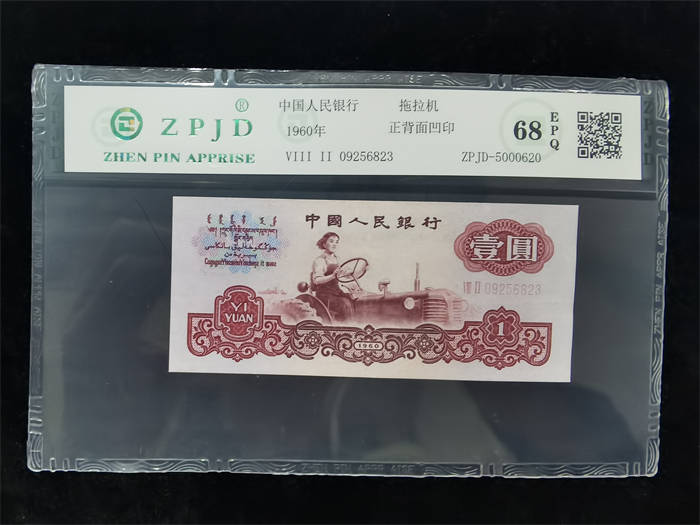 ZPJD®
ZHEN PIN APPRISE
中国人民银行 拖拉机
1960年 正背面凹印
VIII II 09256823 ZPJD-5000620
68 EPQ
中國人民銀行
壹圓
VIII II 09256823
YI
YUAN
1960
1